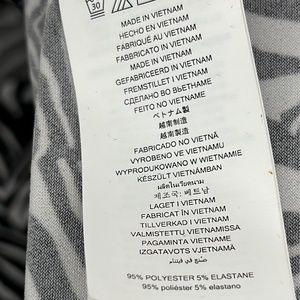 30
MADE IN VIETNAM
HECHO EN VIETNAM
FABRIQUÉ AU VIETNAM
FABBRICATO IN VIETNAM
MADE IN VIETNAM
GEFABRICEERD IN VIETNAM
FREMSTILLET I VIETNAM
СДЕЛАНО ВО ВЬЕТНАМЕ
FEITO NO VIETNAME
ベトナム製
越南制造
越南製造
FABRICADO NO VIETNÃ
VYROBENO VE VIETNAMU
WYPRODUKOWANO W WIETNAMIE
KÉSZÜLT VIETNÁMBAN
ผลิตในเวียดนาม
제조국: 베트남
LAGET I VIETNAM
FABRICAT ÎN VIETNAM
TILLVERKAD I VIETNAM
VALMISTETTU VIETNAMISSA
PAGAMINTA VIETNAME
IZGATAVOTS VJETNAMĀ
صنع في فيتنام
95% POLYESTER 5% ELASTANE
95% poliéster 5% elastano